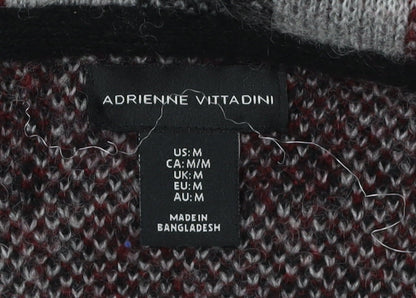 ADRIENNE VITTADINI
US: M
CA: M/M
UK: M
EU: M
AU: M
MADE IN
BANGLADESH